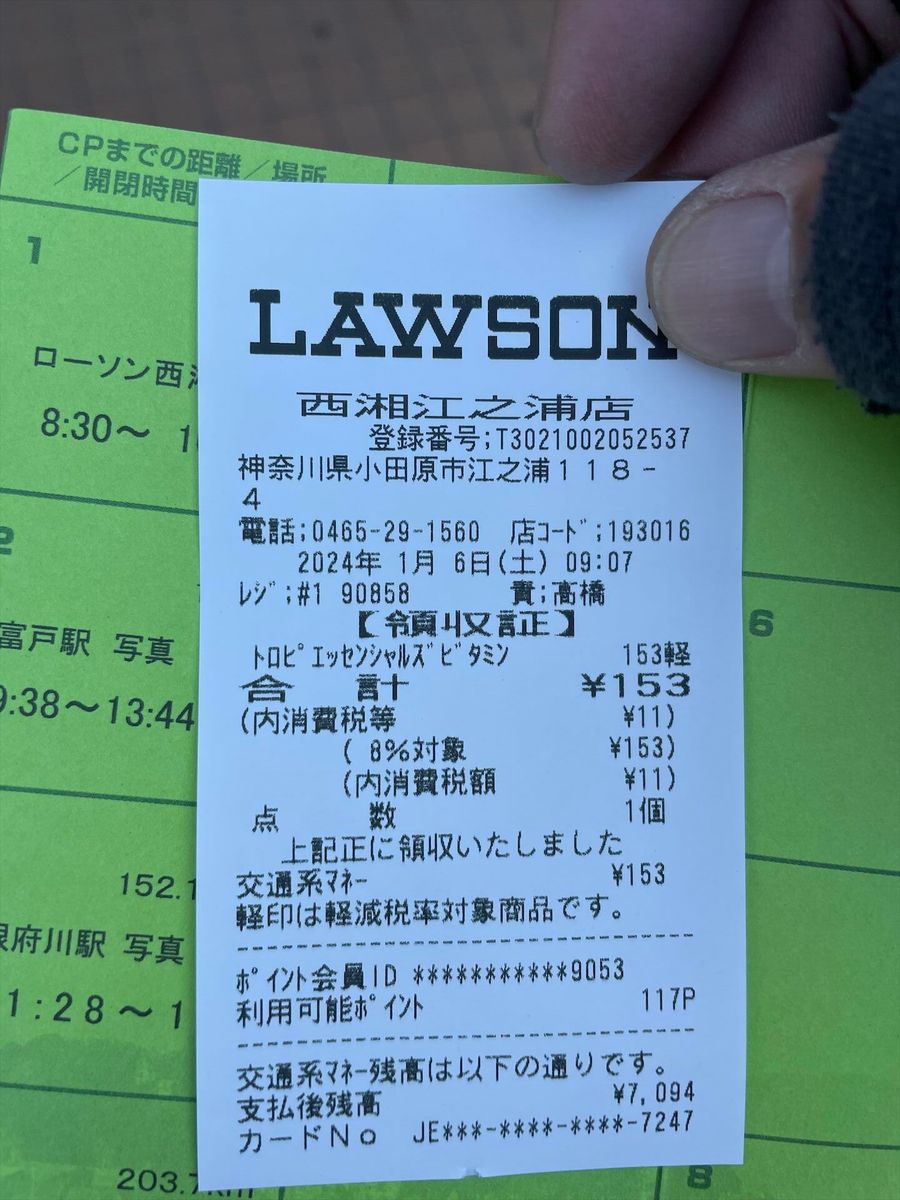 CPまでの距離／場所
／開閉時間
1
ローソン西
8:30～ 1
2
富戸駅 写真
9:38～13:44
152.1
根府川駅 写真
1:28～1
203.7km
6
8
LAWSON
西湘江之浦店
登録番号;T3021002052537
神奈川県小田原市江之浦１１８－
４
電話;0465-29-1560 店ｺｰﾄﾞ;193016
2024年 1月 6日(土) 09:07
ﾚｼﾞ;#1 90858 責;高橋
【領収証】
ﾄﾛﾋﾟｴｯｾﾝｼｬﾙｽﾞﾋﾞﾀﾐﾝ 153軽
合 計 ¥153
(内消費税等 ¥11)
( 8%対象 ¥153)
(内消費税額 ¥11)
点 数 1個
上記正に領収いたしました
交通系ﾏﾈｰ ¥153
軽印は軽減税率対象商品です。
ﾎﾟｲﾝﾄ会員ID ***********9053
利用可能ﾎﾟｲﾝﾄ 117P
交通系ﾏﾈｰ残高は以下の通りです。
支払後残高 ¥7,094
カードＮｏ JE***-****-****-7247